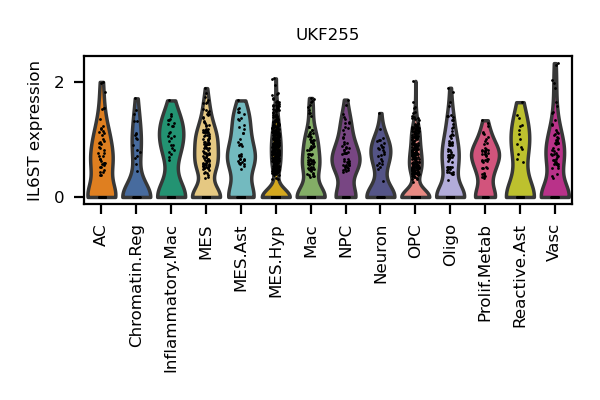 UKF255
IL6ST expression
2
0
AC
Chromatin.Reg
Inflammatory.Mac
MES
MES.Ast
MES.Hyp
Mac
NPC
Neuron
OPC
Oligo
Prolif.Metab
Reactive.Ast
Vasc